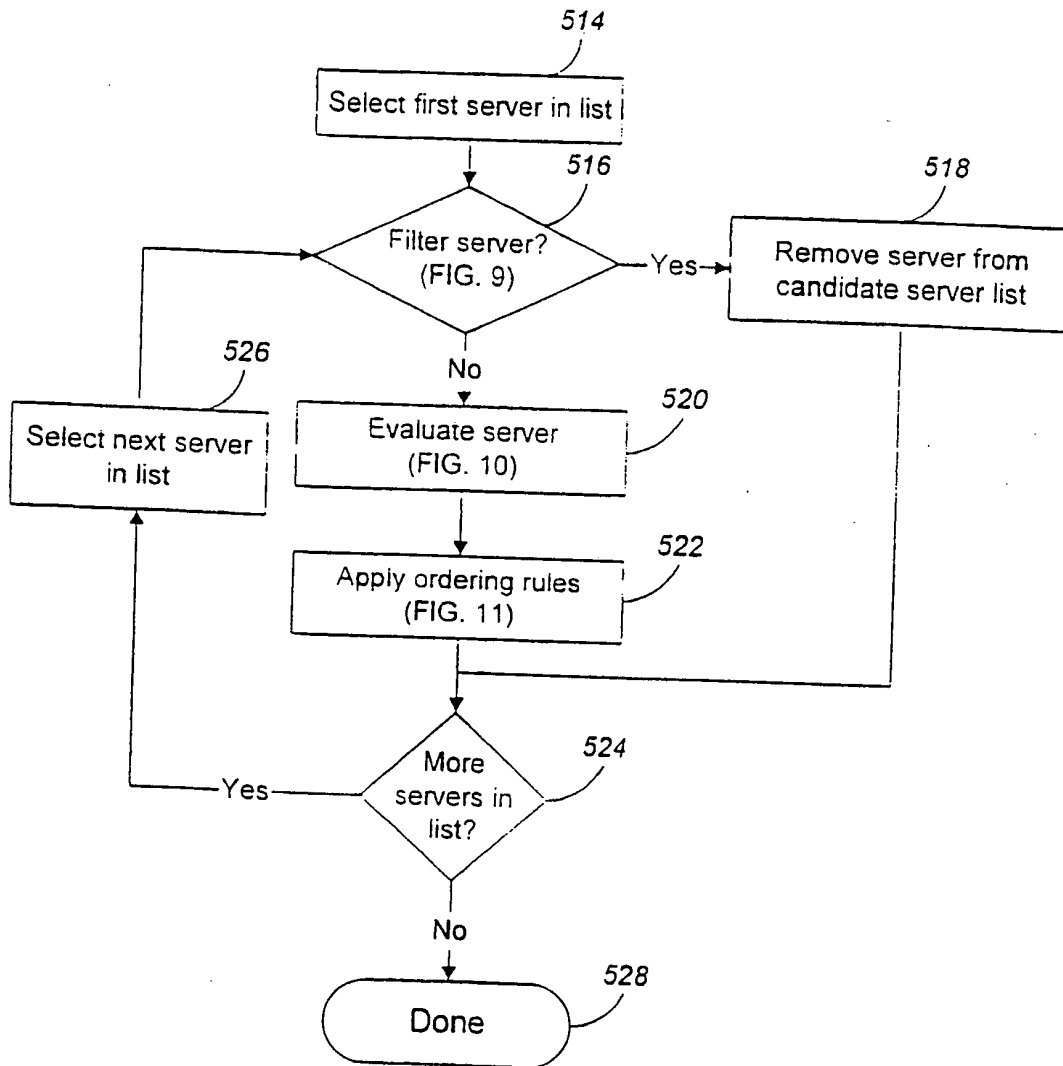 514
Select first server in list
516
Filter server?
(FIG. 9)
Yes
518
Remove server from
candidate server list
No
526
Select next server
in list
520
Evaluate server
(FIG. 10)
522
Apply ordering rules
(FIG. 11)
524
More
servers in
list?
Yes
No
528
Done